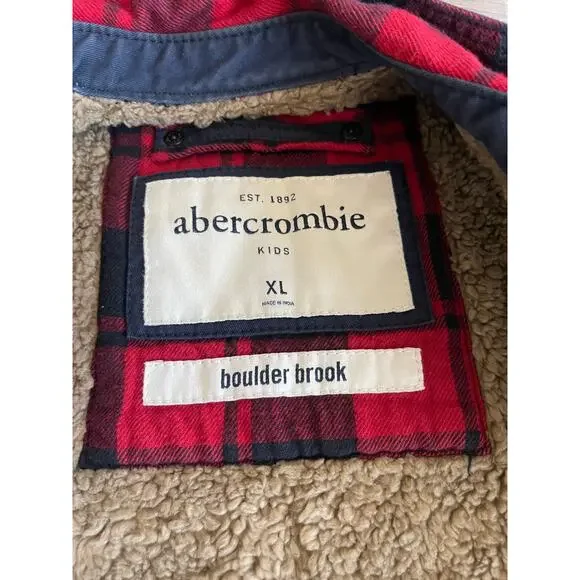 EST. 1892
abercrombie
KIDS
XL
MADE IN INDIA
boulder brook